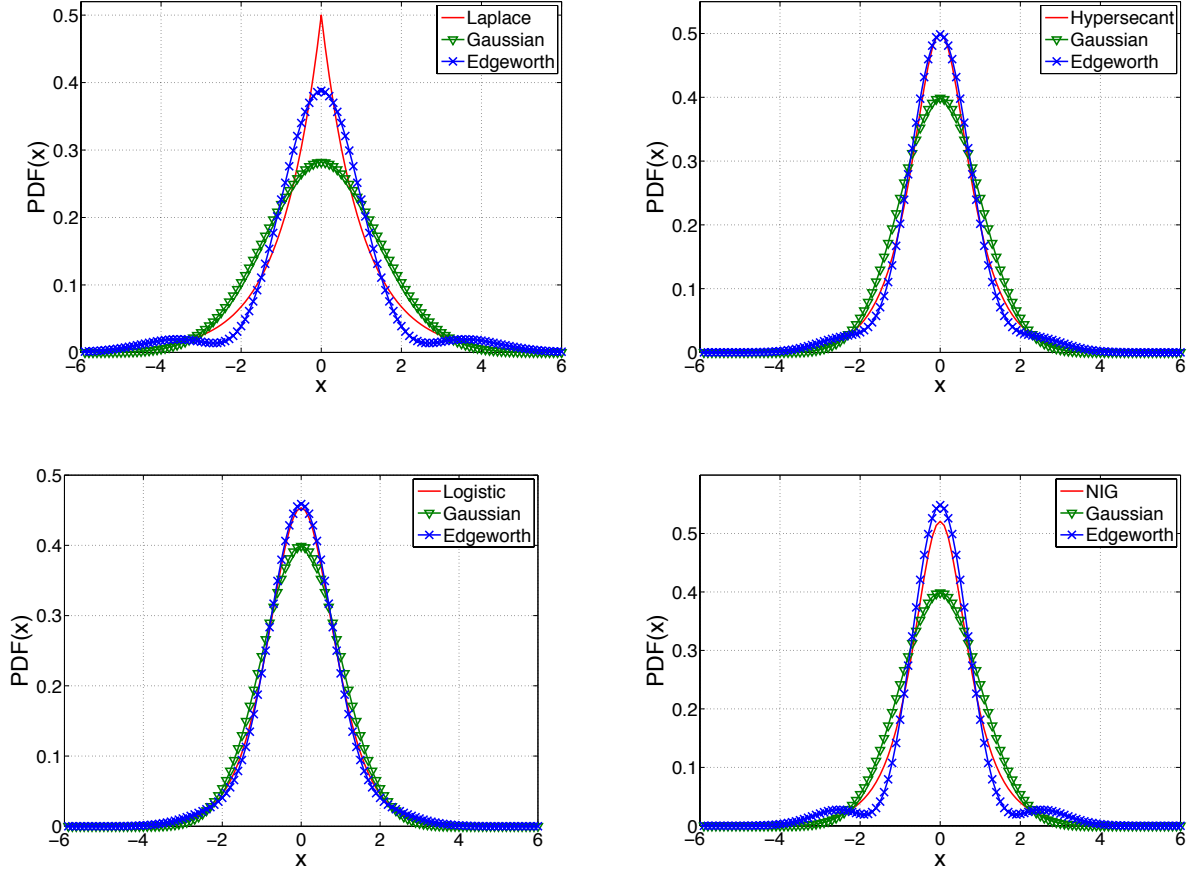 0.5
0.4
0.3
0.2
0.1
0
−6
−4
−2
0
2
4
6
PDF(x)
x
Laplace
Gaussian
Edgeworth
0.5
0.4
0.3
0.2
0.1
0
−6
−4
−2
0
2
4
6
PDF(x)
x
Hypersecant
Gaussian
Edgeworth
0.5
0.4
0.3
0.2
0.1
0
−6
−4
−2
0
2
4
6
PDF(x)
x
Logistic
Gaussian
Edgeworth
0.5
0.4
0.3
0.2
0.1
0
−6
−4
−2
0
2
4
6
PDF(x)
x
NIG
Gaussian
Edgeworth